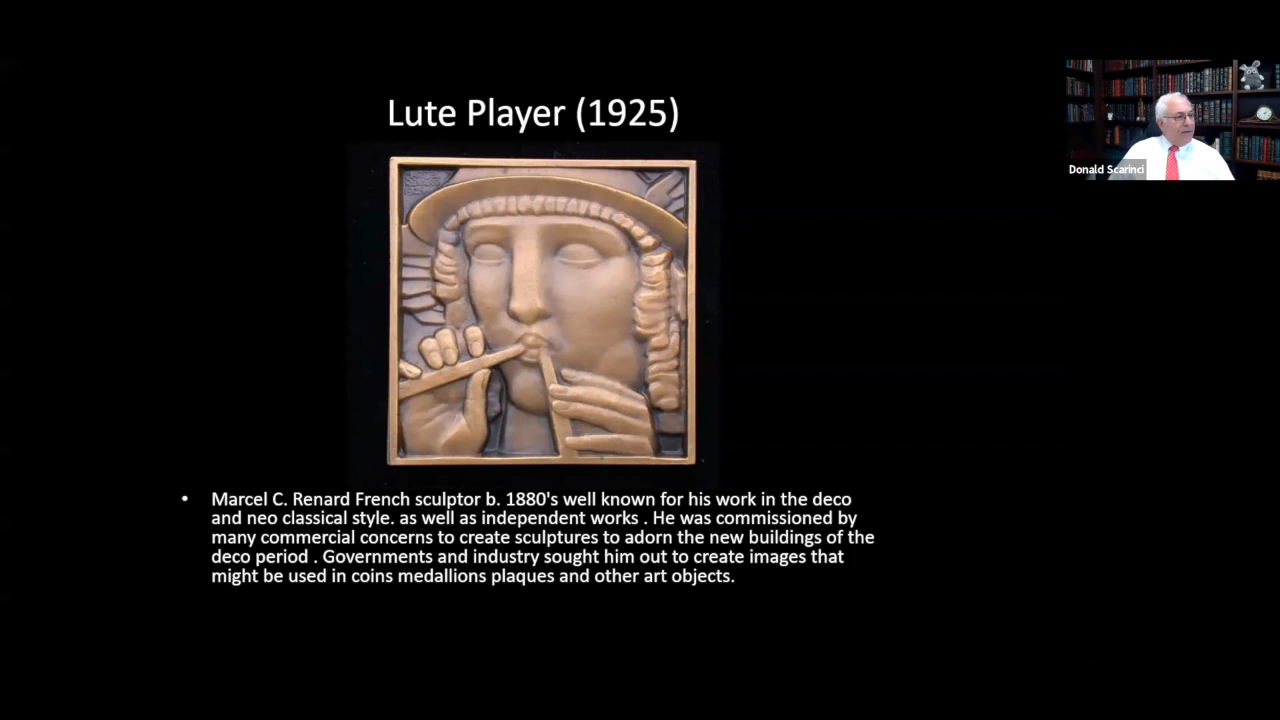 Lute Player (1925)
Donald Scarinci
• Marcel C. Renard French sculptor b. 1880's well known for his work in the deco
and neo classical style. as well as independent works . He was commissioned by
many commercial concerns to create sculptures to adorn the new buildings of the
deco period . Governments and industry sought him out to create images that
might be used in coins medallions plaques and other art objects.